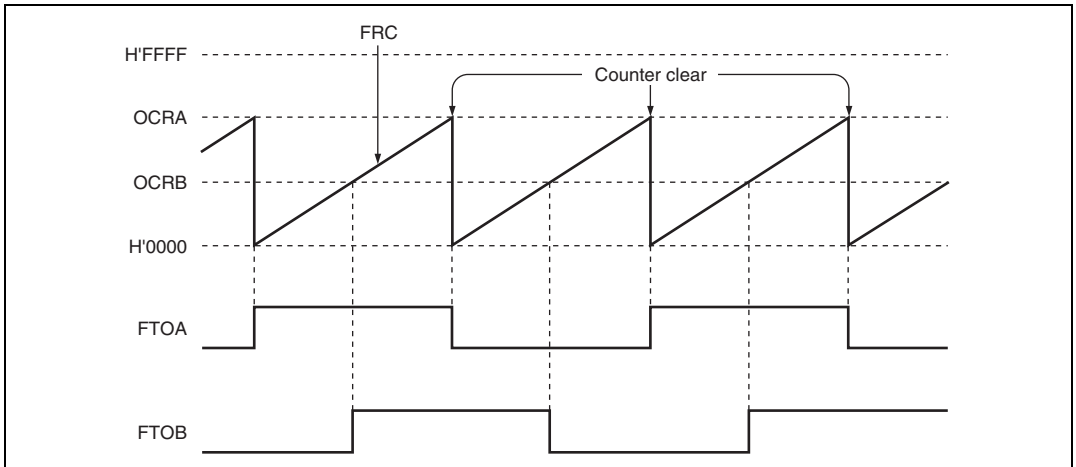 FRC
H'FFFF
Counter clear
OCRA
OCRB
H'0000
FTOA
FTOB